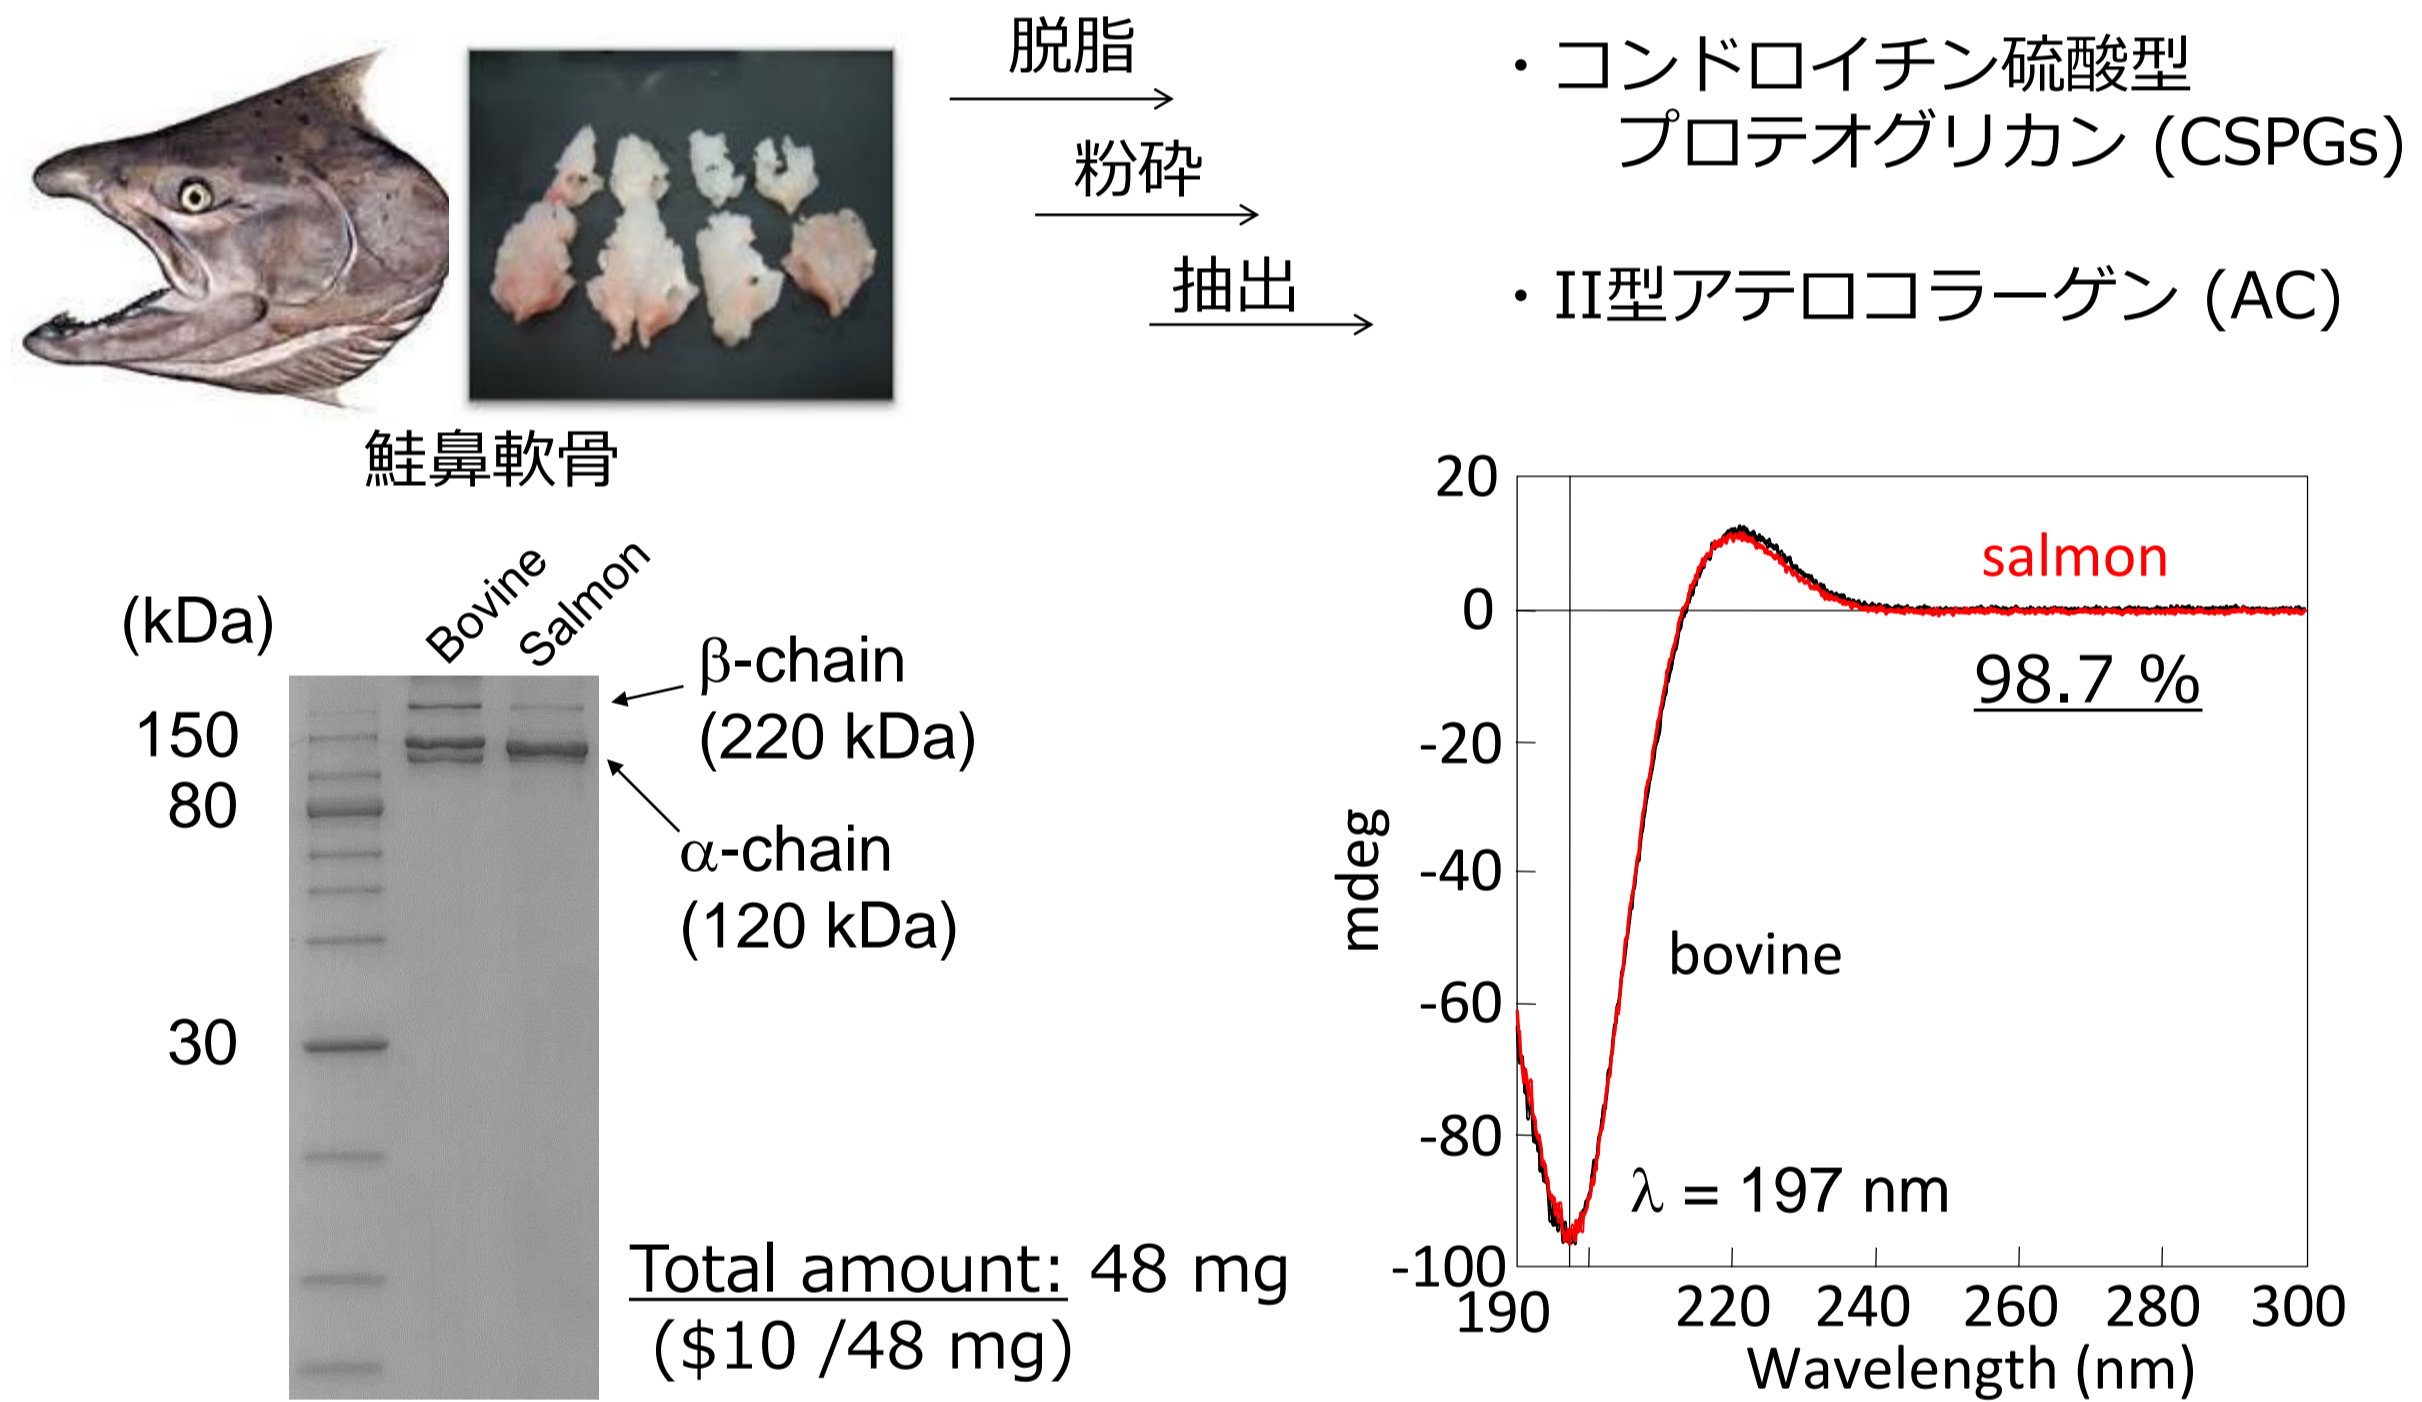 脱脂
粉砕
抽出
・コンドロイチン硫酸型
プロテオグリカン (CSPGs)
・II型アテロコラーゲン (AC)
鮭鼻軟骨
(kDa)
Bovine
Salmon
150
80
30
β-chain
(220 kDa)
α-chain
(120 kDa)
Total amount: 48 mg
($10 /48 mg)
20
0
-20
-40
-60
-80
-100
mdeg
salmon
98.7 %
bovine
λ = 197 nm
190 220 240 260 280 300
Wavelength (nm)